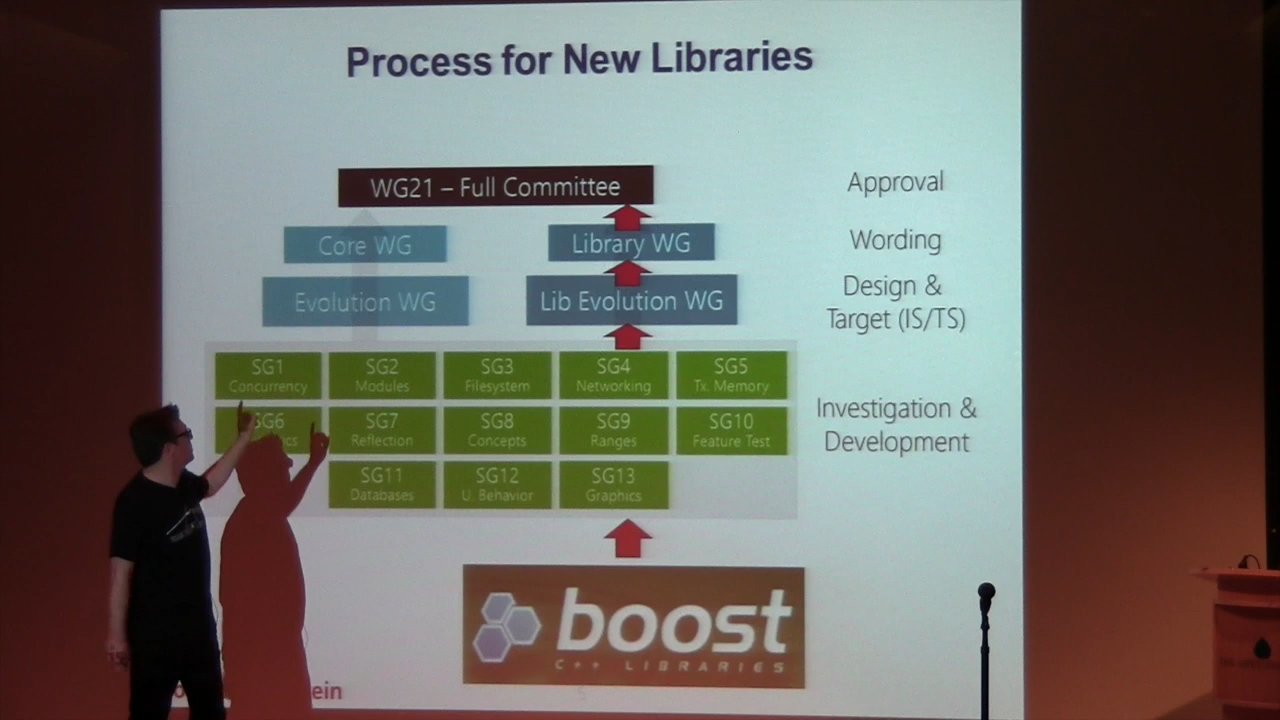 Process for New Libraries
WG21 – Full Committee
Approval
Core WG
Library WG
Wording
Evolution WG
Lib Evolution WG
Design &
Target (IS/TS)
SG1
Concurrency
SG2
Modules
SG3
Filesystem
SG4
Networking
SG5
Tx. Memory
SG6
SG7
Reflection
SG8
Concepts
SG9
Ranges
SG10
Feature Test
Investigation &
Development
SG11
Databases
SG12
U. Behavior
SG13
Graphics
boost
C++ LIBRARIES
ein